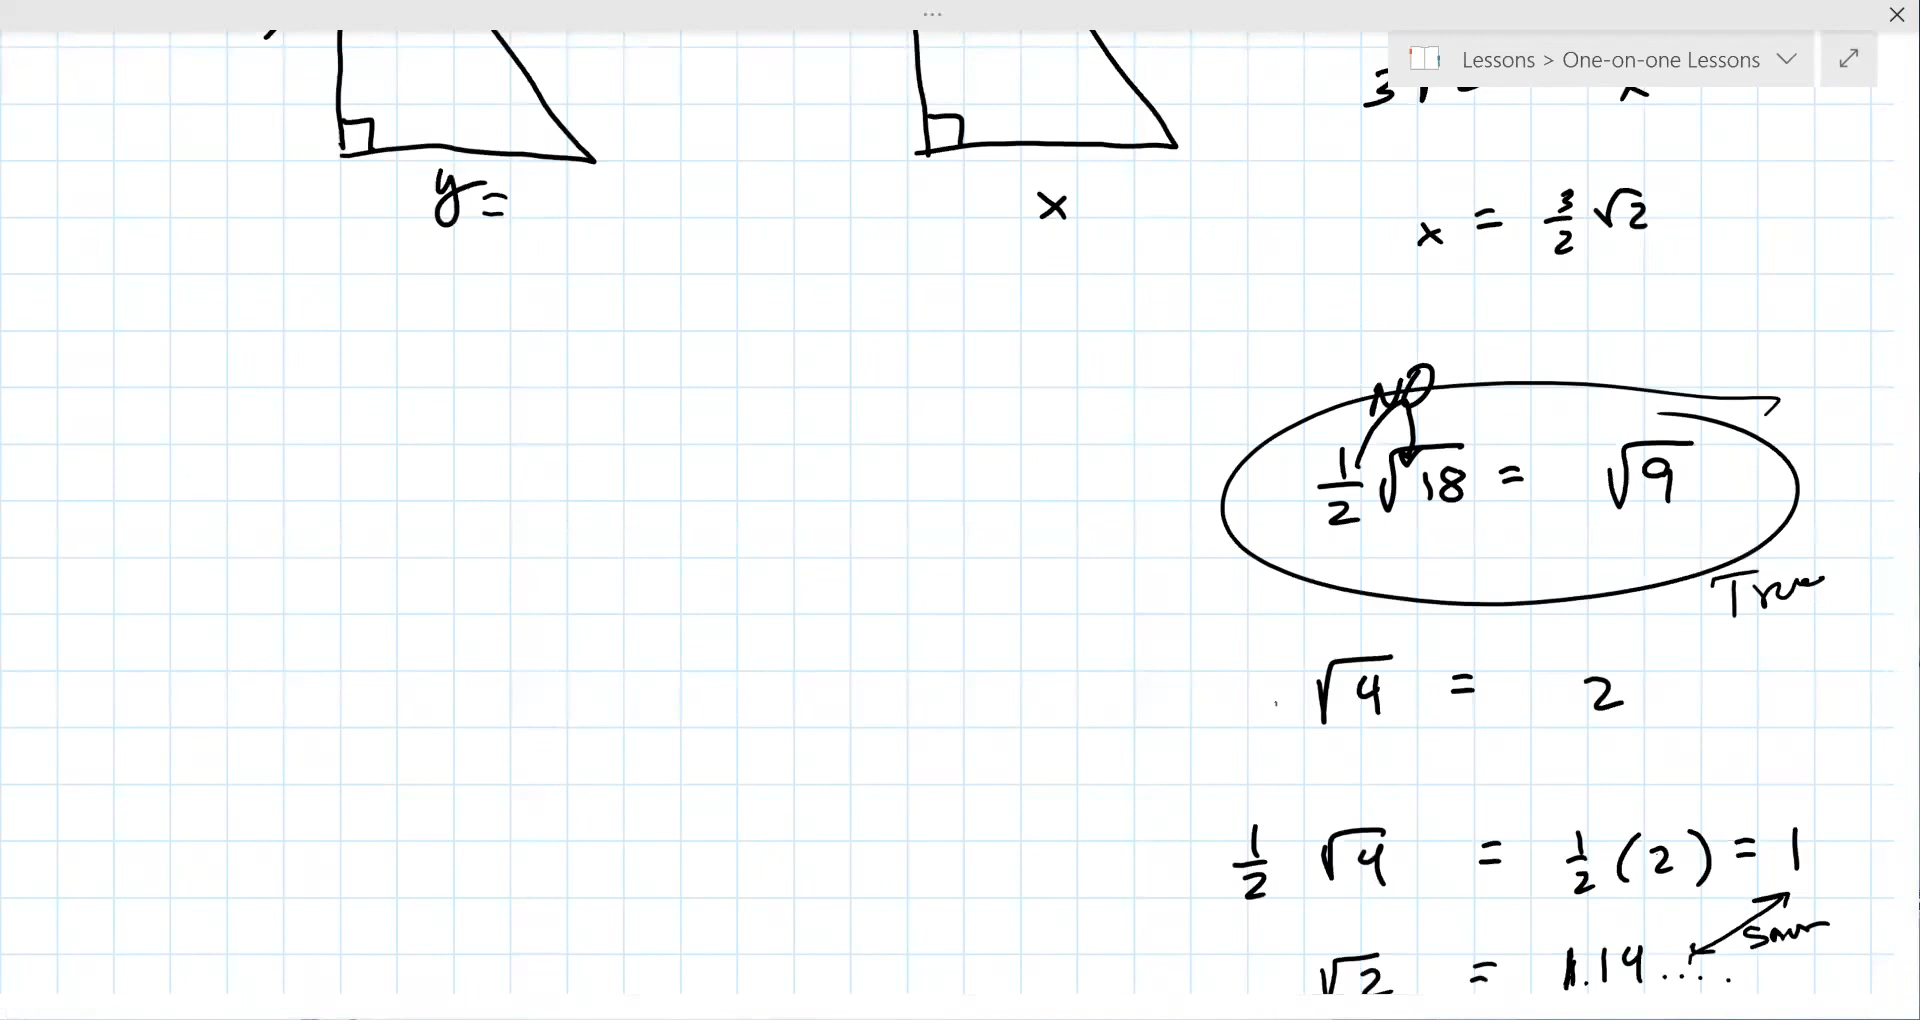 Lessons > One-on-one Lessons
y =
x
x = 3/2 √2
NO
1/2 √18 = √9
True
√4 = 2
1/2 √4 = 1/2 (2) = 1
√2 = 1.14....